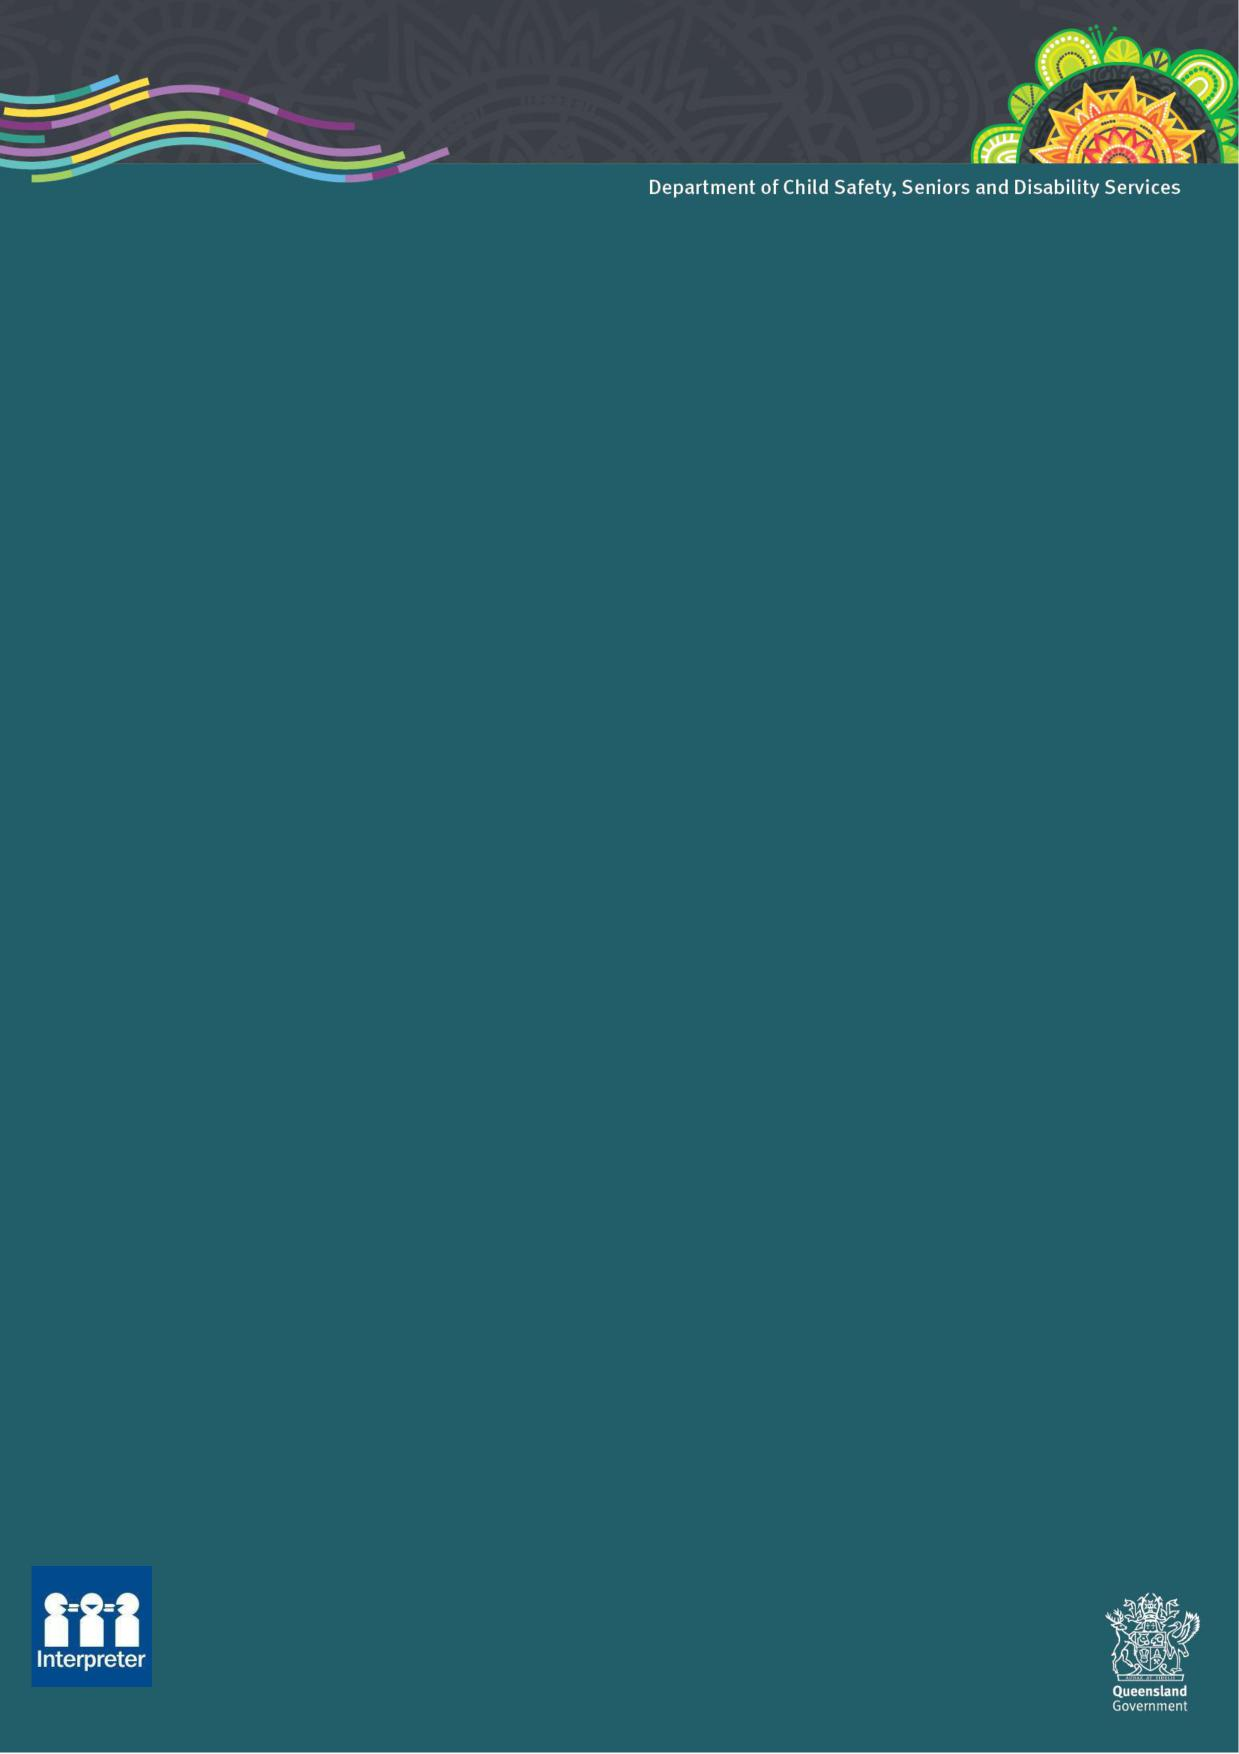 Department of Child Safety, Seniors and Disability Services
Interpreter
Queensland
Government